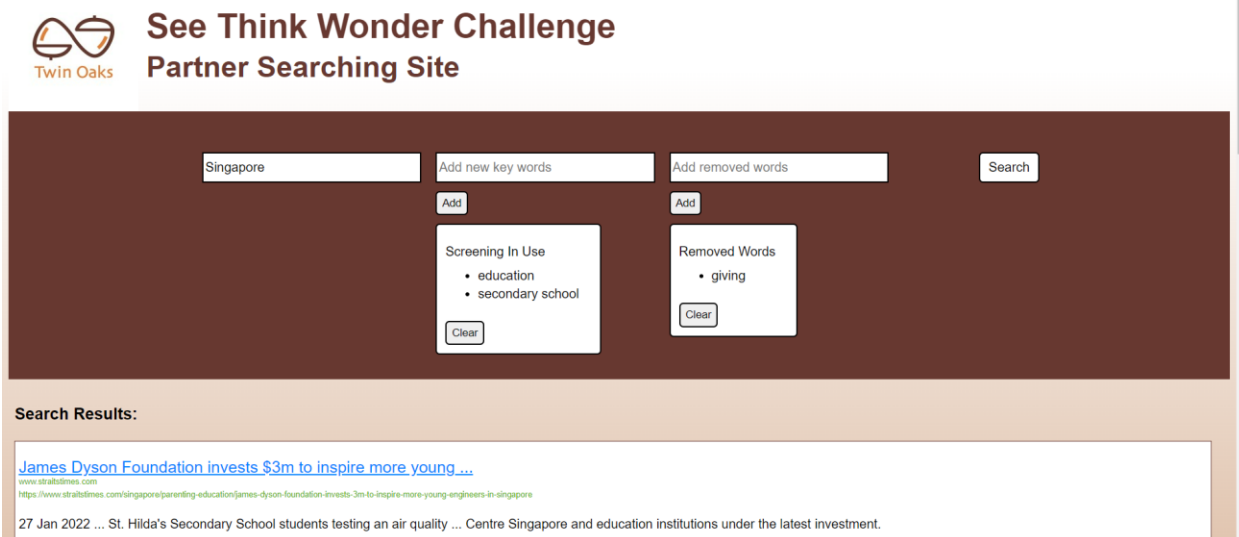 See Think Wonder Challenge
Twin Oaks
Partner Searching Site
Singapore
Add new key words
Add removed words
Search
Add
Add
Screening In Use
• education
• secondary school
Clear
Removed Words
• giving
Clear
Search Results:
James Dyson Foundation invests $3m to inspire more young ...
www.straitstimes.com
https://www.straitstimes.com/singapore/parenting-education/james-dyson-foundation-invests-3m-to-inspire-more-young-engineers-in-singapore
27 Jan 2022 ... St. Hilda's Secondary School students testing an air quality ... Centre Singapore and education institutions under the latest investment.